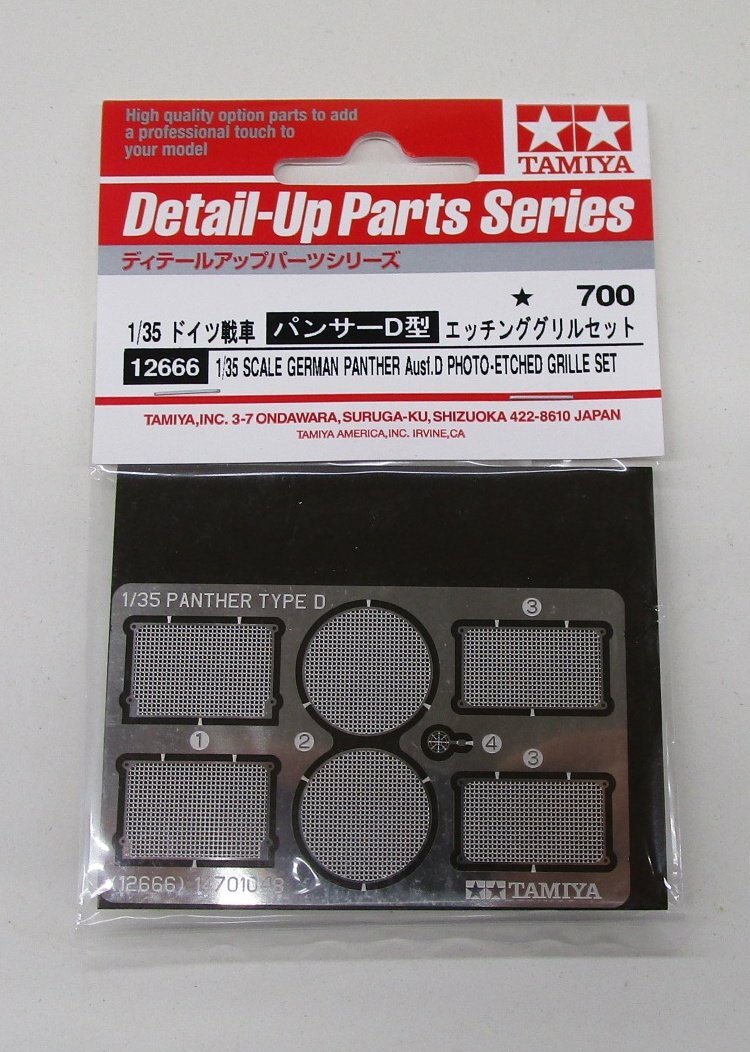 High quality option parts to add
a professional touch to
your model
TAMIYA
Detail-Up Parts Series
ディテールアップパーツシリーズ
★ 700
1/35 ドイツ戦車 パンサーD型 エッチンググリルセット
12666 1/35 SCALE GERMAN PANTHER Ausf.D PHOTO-ETCHED GRILLE SET
TAMIYA,INC. 3-7 ONDAWARA, SURUGA-KU, SHIZUOKA 422-8610 JAPAN
TAMIYA AMERICA,INC. IRVINE,CA
1/35 PANTHER TYPE D
3
1
2
4
3
(12666) 14701048
TAMIYA